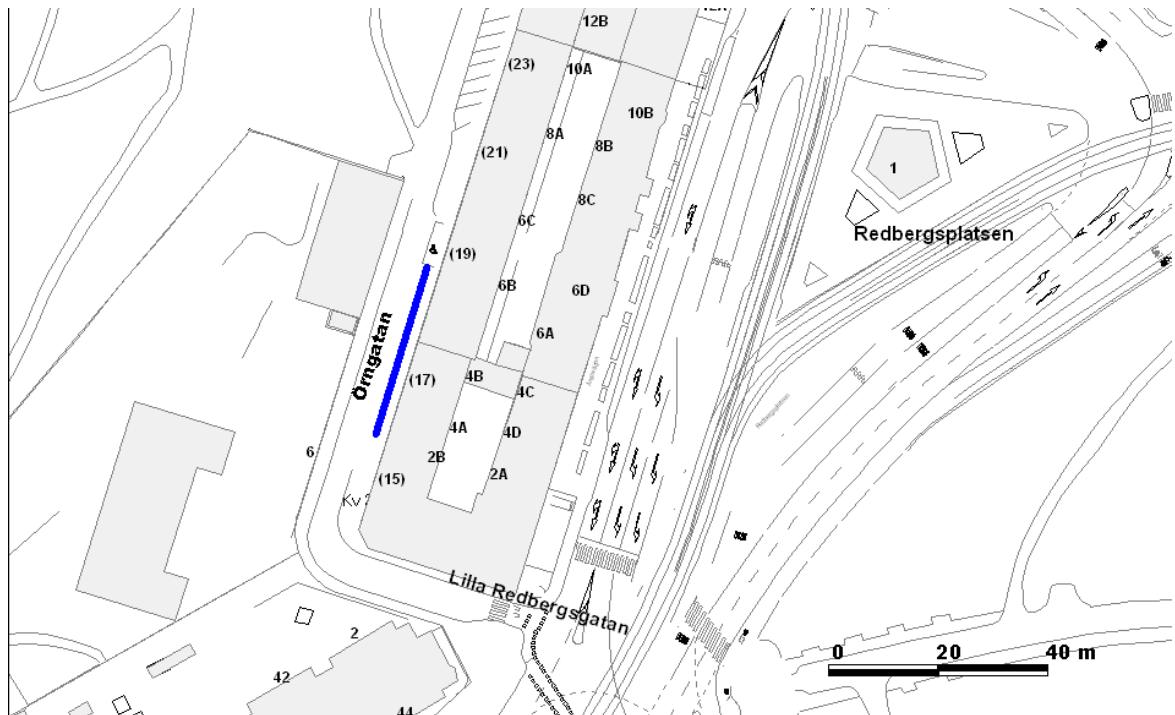 12B
(23)
10A
10B
8A
(21)
8B
1
8C
6C
Redbergsplatsen
(19)
6B
6D
6A
Örngatan
(17)
4B
4C
4A
4D
6
2B
(15)
2A
Kv
Lilla Redbergsgatan
2
42
44
0 20 40 m